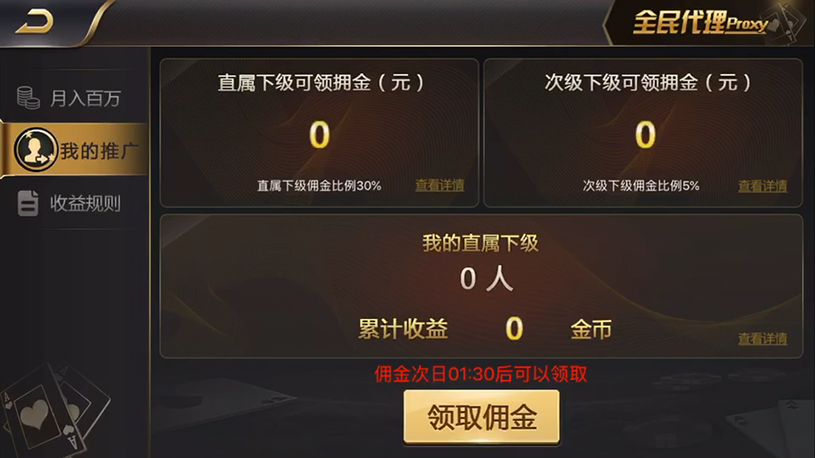 全民代理Proxy
月入百万
我的推广
收益规则
直属下级可领拥金（元）
0
直属下级佣金比例30%
查看详情
次级下级可领拥金（元）
0
次级下级佣金比例5%
查看详情
我的直属下级
0 人
累计收益 0 金币
查看详情
佣金次日01:30后可以领取
领取佣金